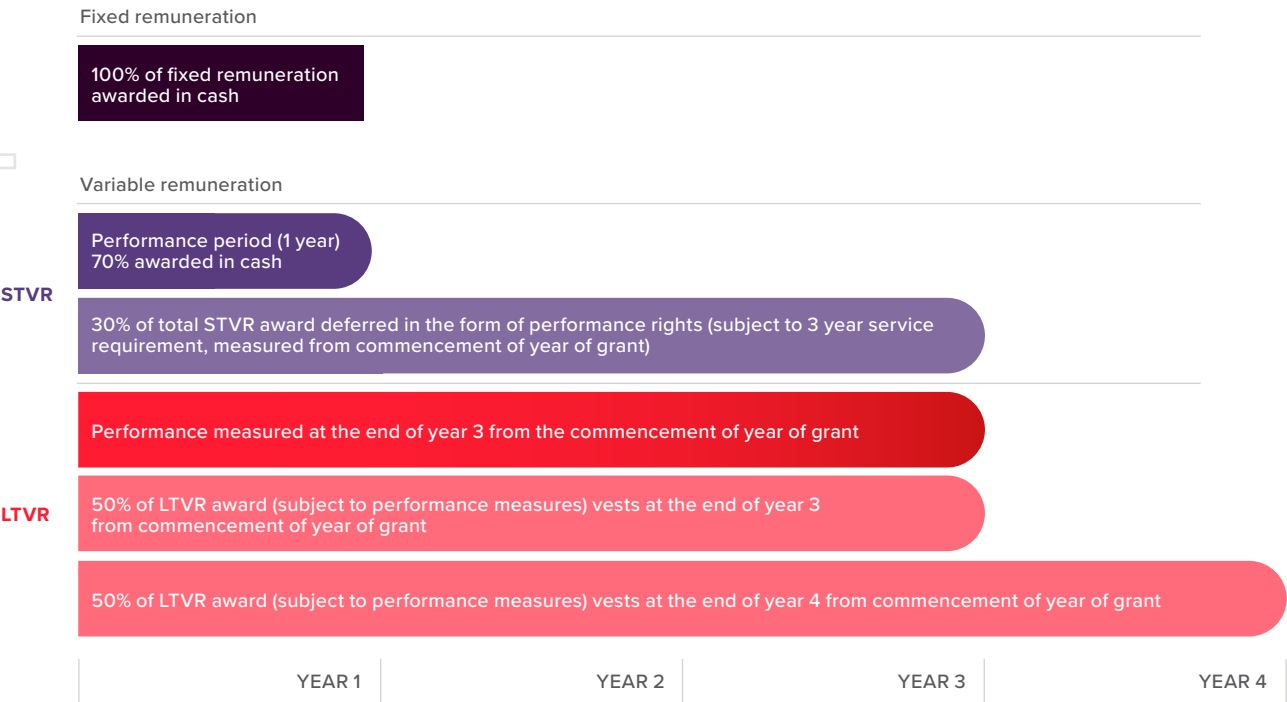 Fixed remuneration
100% of fixed remuneration
awarded in cash
Variable remuneration
STVR
Performance period (1 year)
70% awarded in cash
30% of total STVR award deferred in the form of performance rights (subject to 3 year service
requirement, measured from commencement of year of grant)
LTVR
Performance measured at the end of year 3 from the commencement of year of grant
50% of LTVR award (subject to performance measures) vests at the end of year 3
from commencement of year of grant
50% of LTVR award (subject to performance measures) vests at the end of year 4 from commencement of year of grant
YEAR 1
YEAR 2
YEAR 3
YEAR 4